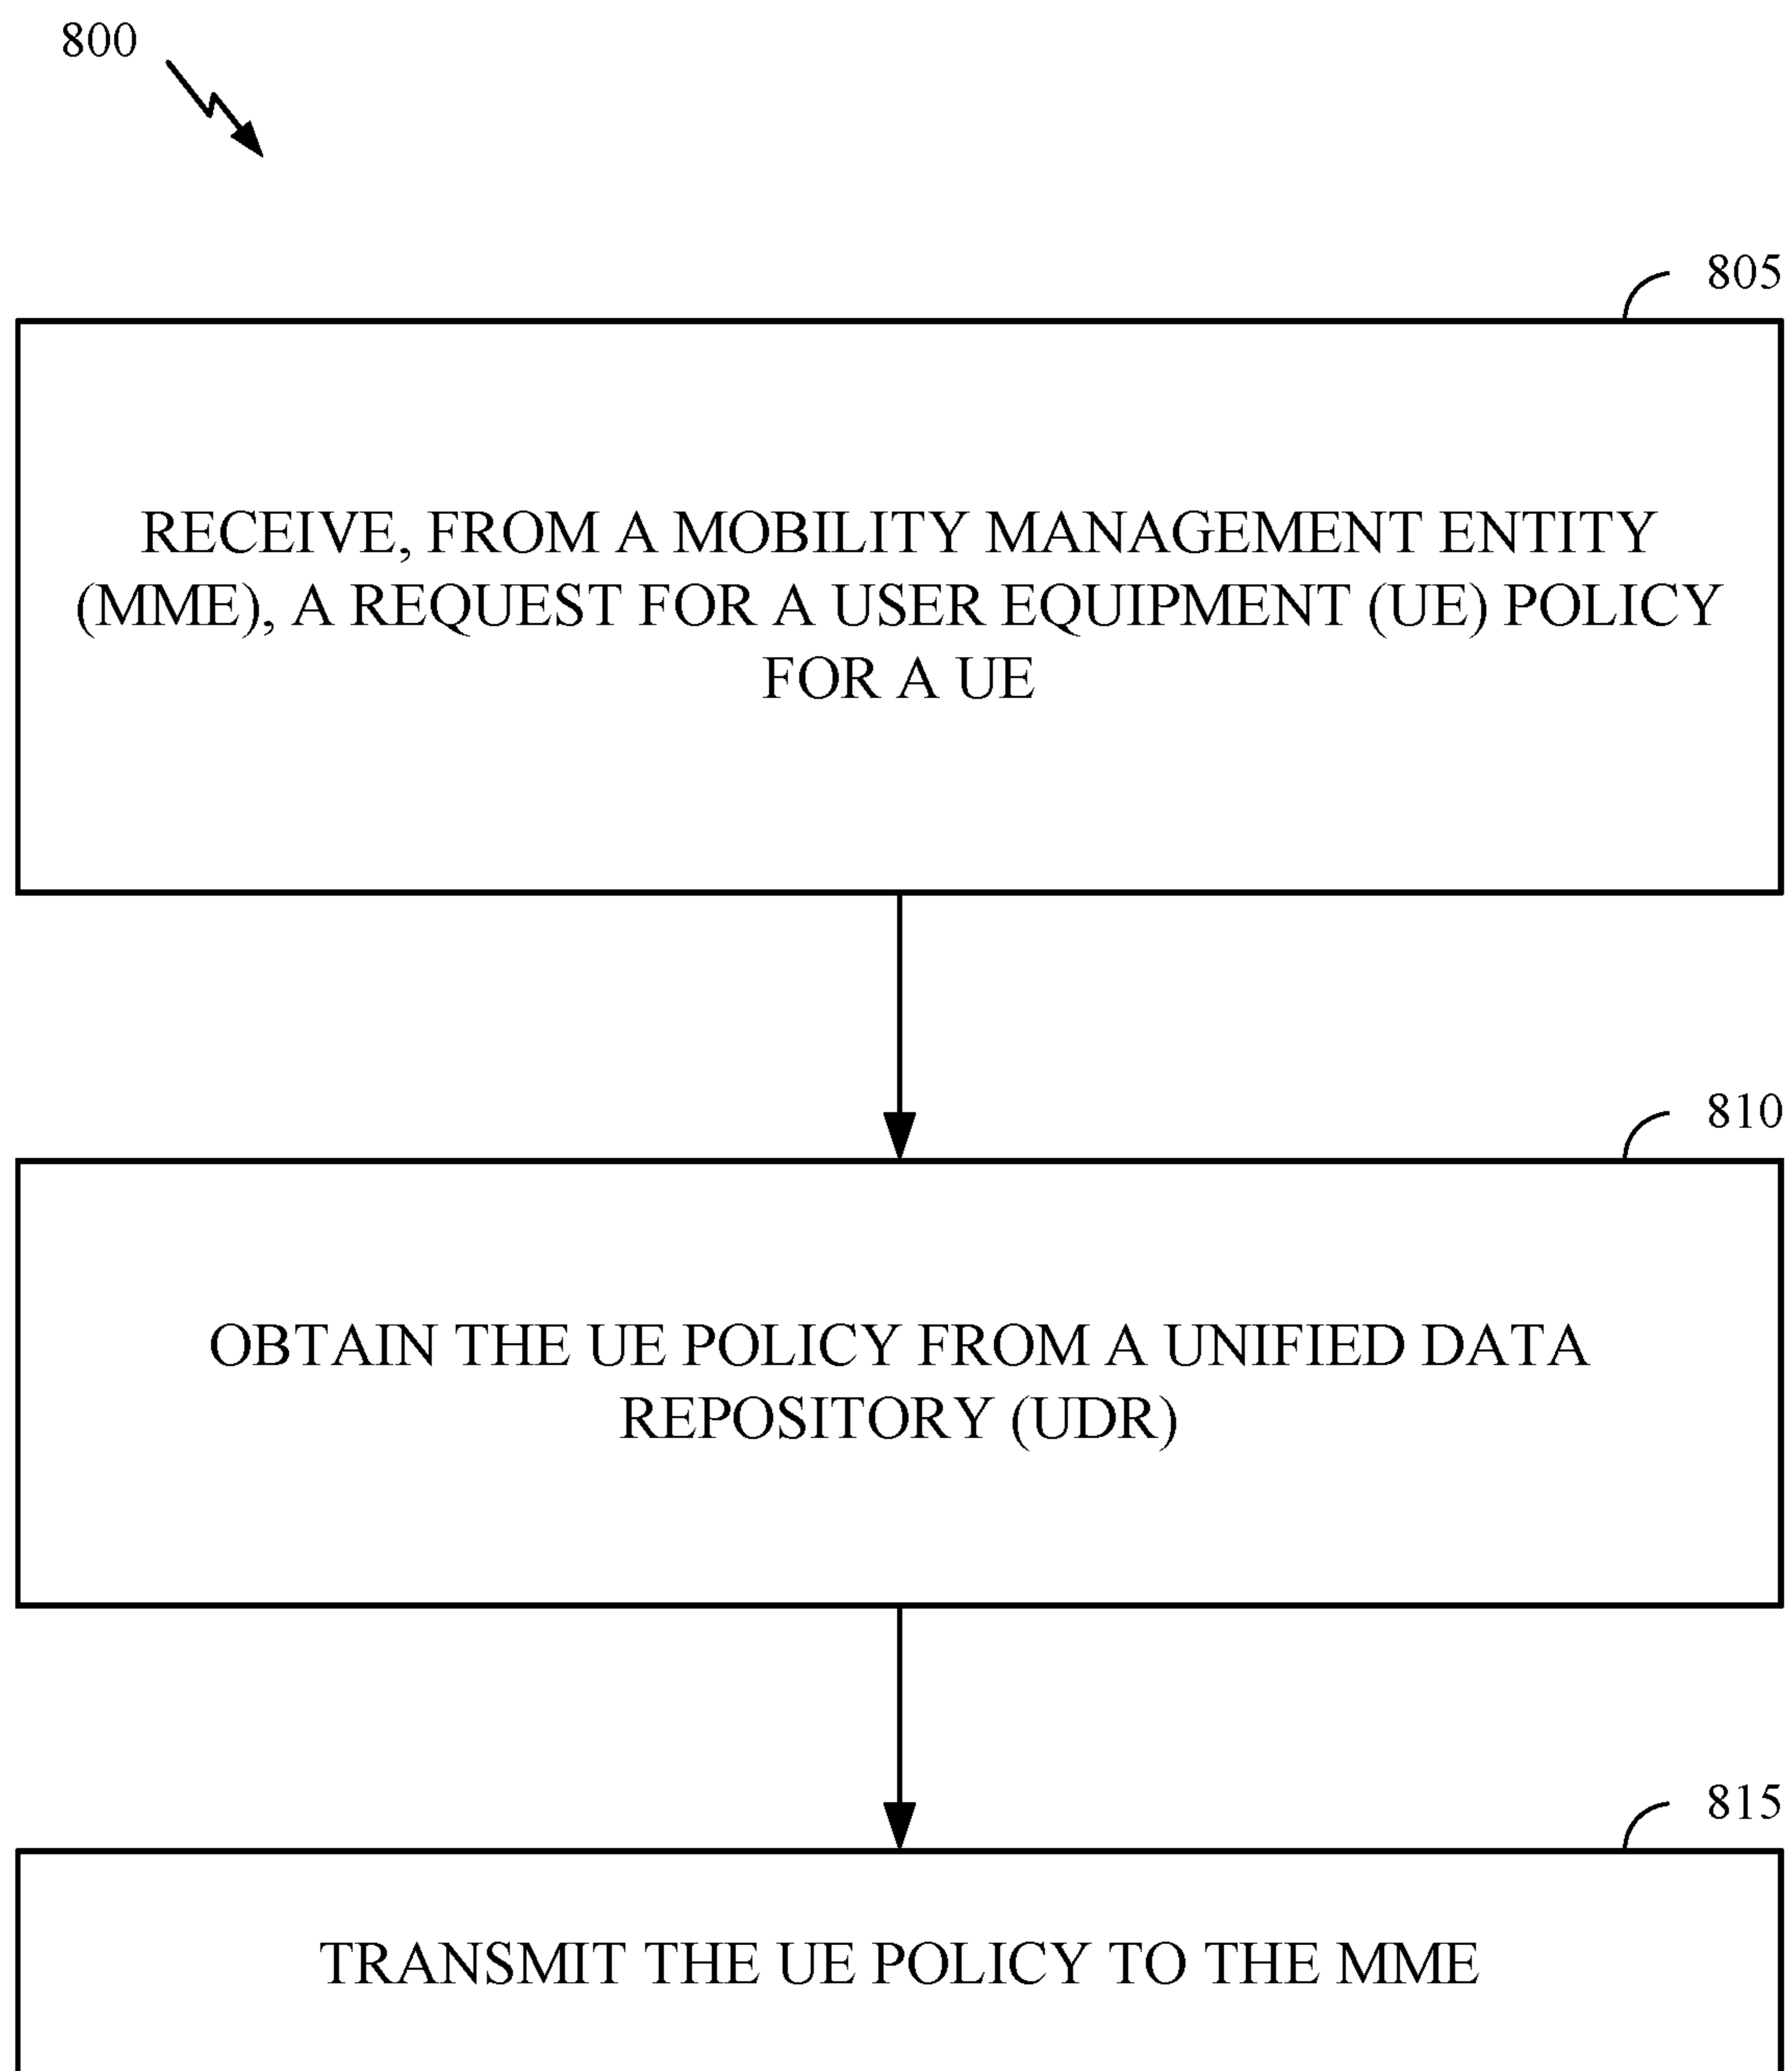 800
805
RECEIVE, FROM A MOBILITY MANAGEMENT ENTITY
(MME), A REQUEST FOR A USER EQUIPMENT (UE) POLICY
FOR A UE
810
OBTAIN THE UE POLICY FROM A UNIFIED DATA
REPOSITORY (UDR)
815
TRANSMIT THE UE POLICY TO THE MME